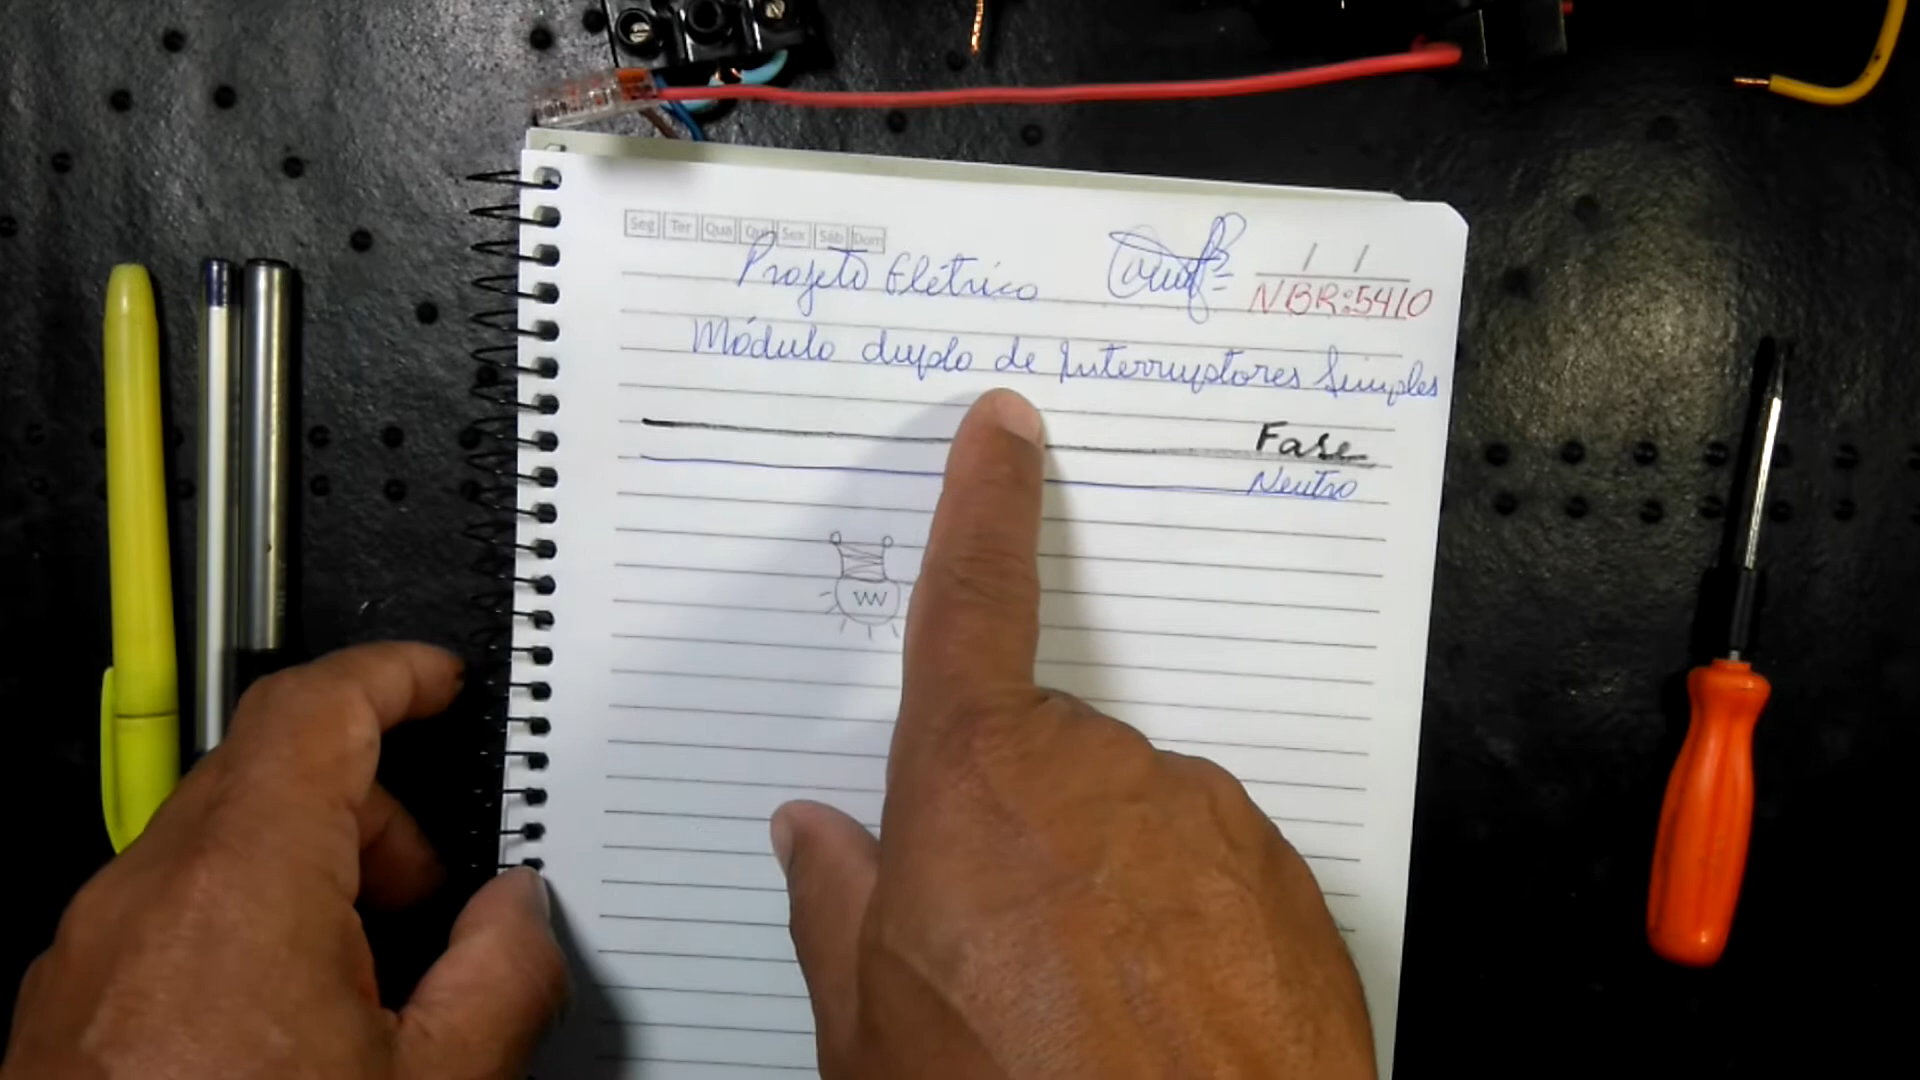 Seg Ter Qua Qui Sex Sáb Dom
Projeto Elétrico
/ /
NBR:5410
Módulo duplo de Interruptores Simples
Fase
Neutro